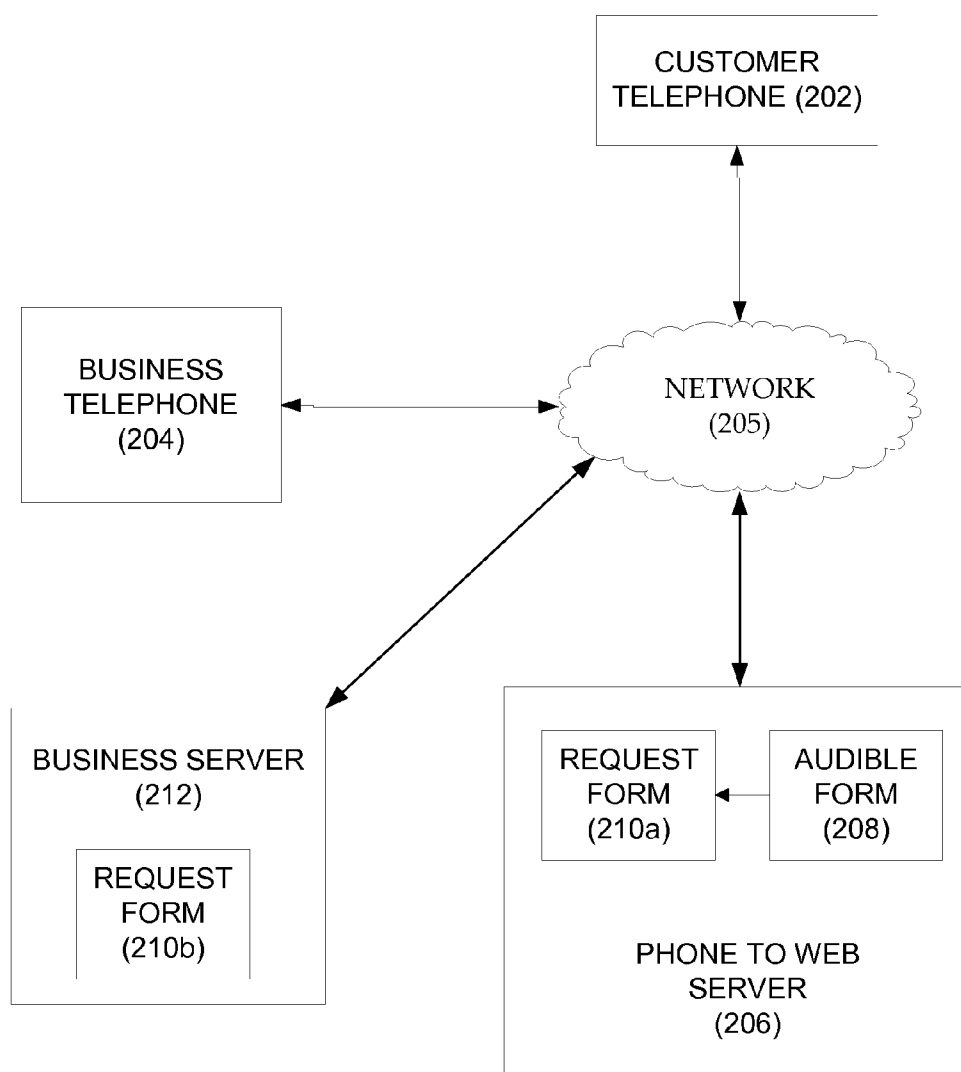 CUSTOMER
TELEPHONE (202)
BUSINESS
TELEPHONE
(204)
NETWORK
(205)
BUSINESS SERVER
(212)
REQUEST
FORM
(210b)
REQUEST
FORM
(210a)
AUDIBLE
FORM
(208)
PHONE TO WEB
SERVER
(206)